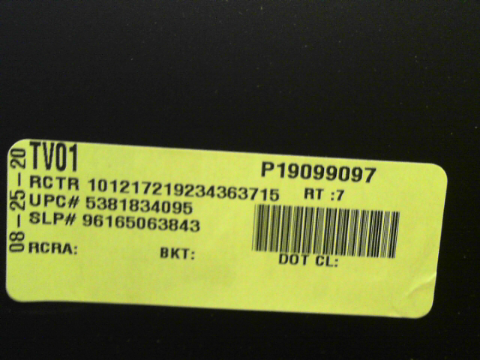 08-25-20
TV01
P19099097
RCTR 101217219234363715 RT :7
UPC# 5381834095
SLP# 96165063843
RCRA: BKT: DOT CL: